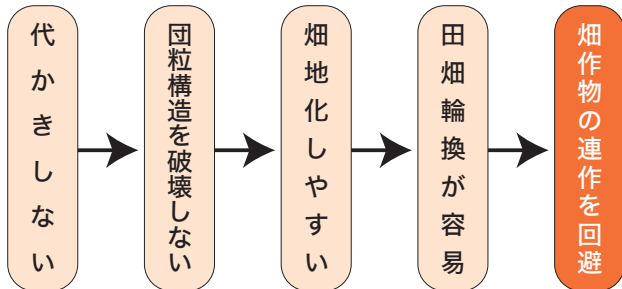 代かきしない
団粒構造を破壊しない
畑地化しやすい
田畑輪換が容易
畑作物の連作を回避